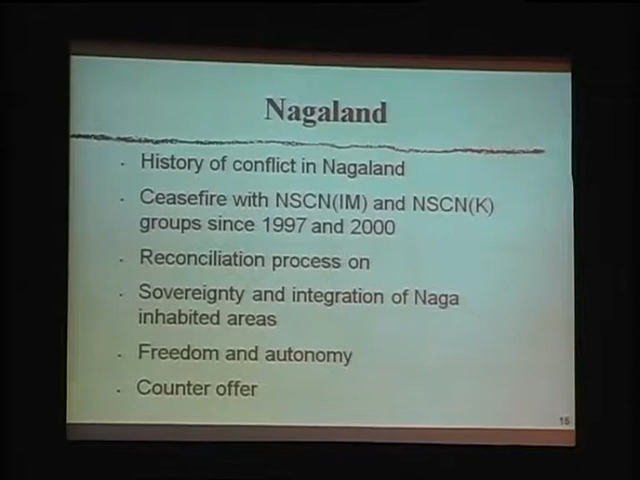 Nagaland
· History of conflict in Nagaland
· Ceasefire with NSCN(IM) and NSCN(K)
groups since 1997 and 2000
· Reconciliation process on
· Sovereignty and integration of Naga
inhabited areas
· Freedom and autonomy
· Counter offer
15